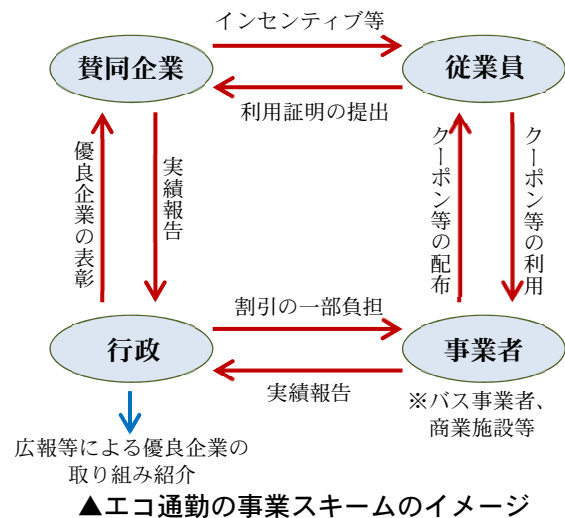 インセンティブ等
賛同企業
従業員
利用証明の提出
優良企業の表彰
実績報告
クーポン等の配布
クーポン等の利用
割引の一部負担
行政
事業者
実績報告
※バス事業者、
商業施設等
広報等による優良企業の
取り組み紹介
▲エコ通勤の事業スキームのイメージ